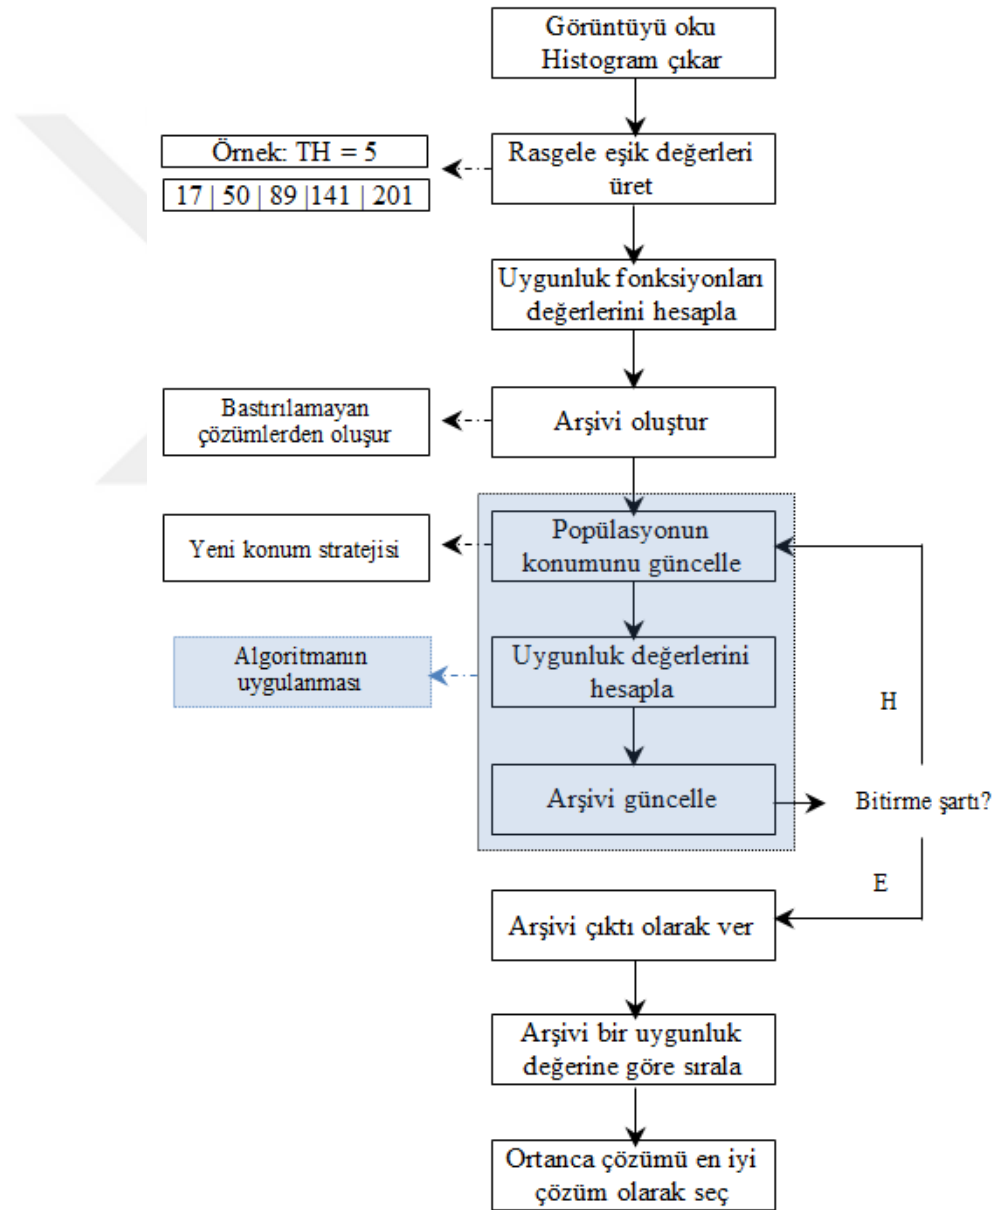 Görüntüyü oku
Histogram çıkar
Örnek: TH = 5
17 | 50 | 89 |141 | 201
Rasgele eşik değerleri
üret
Uygunluk fonksiyonları
değerlerini hesapla
Bastırılamayan
çözümlerden oluşur
Arşivi oluştur
Yeni konum stratejisi
Popülasyonun
konumunu güncelle
Algoritmanın
uygulanması
Uygunluk değerlerini
hesapla
H
Arşivi güncelle
Bitirme şartı?
E
Arşivi çıktı olarak ver
Arşivi bir uygunluk
değerine göre sırala
Ortanca çözümü en iyi
çözüm olarak seç